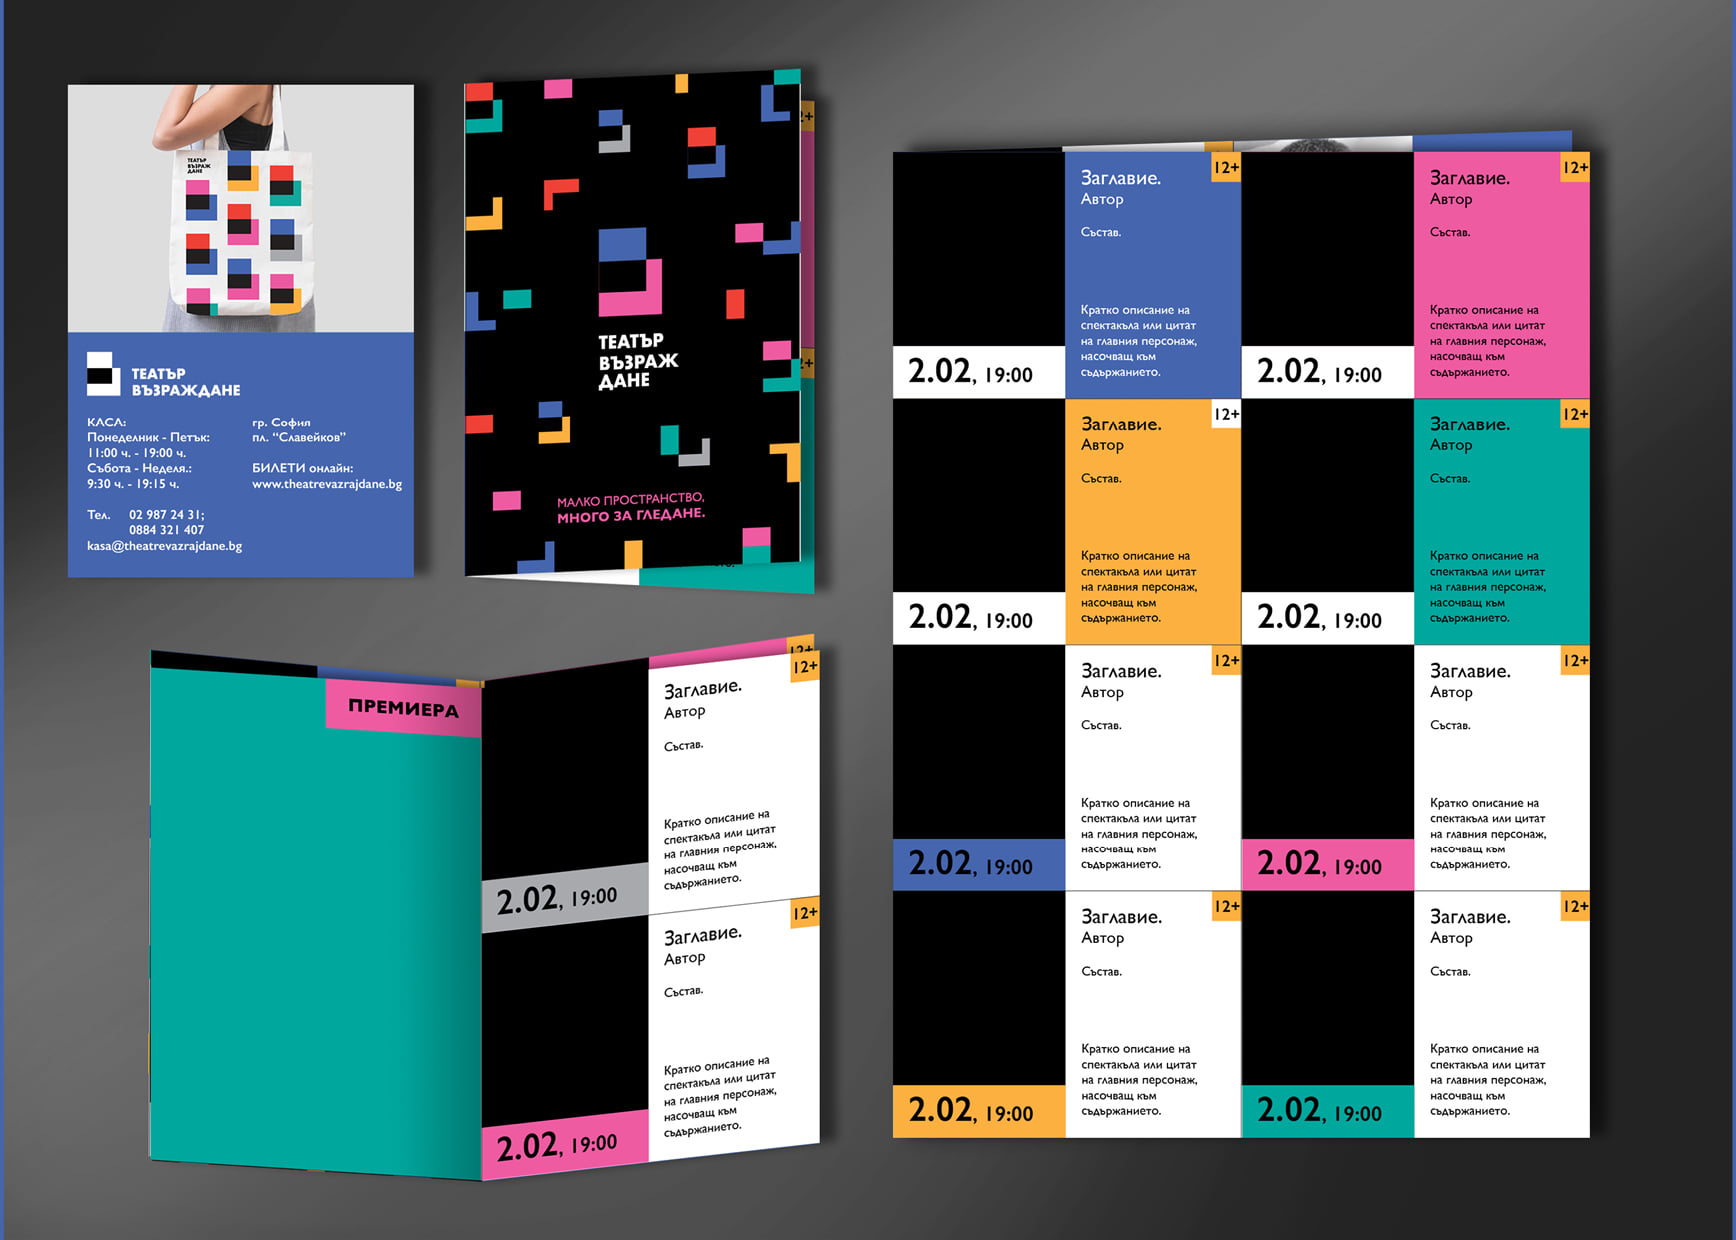 ТЕАТЪР
ВЪЗРАЖ
ДАНЕ
ТЕАТЪР
ВЪЗРАЖДАНЕ
КАСА:
Понеделник - Петък:
11:00 ч. - 19:00 ч.
Събота - Неделя.:
9:30 ч. - 19:15 ч.
Тел. 02 987 24 31;
0884 321 407
kasa@theatrevazrajdane.bg
гр. София
пл. “Славейков”
БИЛЕТИ онлайн:
www.theatrevazrajdane.bg
ТЕАТЪР
ВЪЗРАЖ
ДАНЕ
МАЛКО ПРОСТРАНСТВО,
МНОГО ЗА ГЛЕДАНЕ.
ПРЕМИЕРА
12+
12+
Заглавие.
Автор
Състав.
Кратко описание на
спектакъла или цитат
на главния персонаж,
насочващ към
съдържанието.
2.02, 19:00
12+
Заглавие.
Автор
Състав.
Кратко описание на
спектакъла или цитат
на главния персонаж,
насочващ към
съдържанието.
2.02, 19:00
12+
Заглавие.
Автор
Състав.
Кратко описание на
спектакъла или цитат
на главния персонаж,
насочващ към
съдържанието.
2.02, 19:00
12+
Заглавие.
Автор
Състав.
Кратко описание на
спектакъла или цитат
на главния персонаж,
насочващ към
съдържанието.
2.02, 19:00
12+
Заглавие.
Автор
Състав.
Кратко описание на
спектакъла или цитат
на главния персонаж,
насочващ към
съдържанието.
2.02, 19:00
12+
Заглавие.
Автор
Състав.
Кратко описание на
спектакъла или цитат
на главния персонаж,
насочващ към
съдържанието.
2.02, 19:00
12+
Заглавие.
Автор
Състав.
Кратко описание на
спектакъла или цитат
на главния персонаж,
насочващ към
съдържанието.
2.02, 19:00
12+
Заглавие.
Автор
Състав.
Кратко описание на
спектакъла или цитат
на главния персонаж,
насочващ към
съдържанието.
2.02, 19:00
12+
Заглавие.
Автор
Състав.
Кратко описание на
спектакъла или цитат
на главния персонаж,
насочващ към
съдържанието.
2.02, 19:00
12+
Заглавие.
Автор
Състав.
Кратко описание на
спектакъла или цитат
на главния персонаж,
насочващ към
съдържанието.
2.02, 19:00